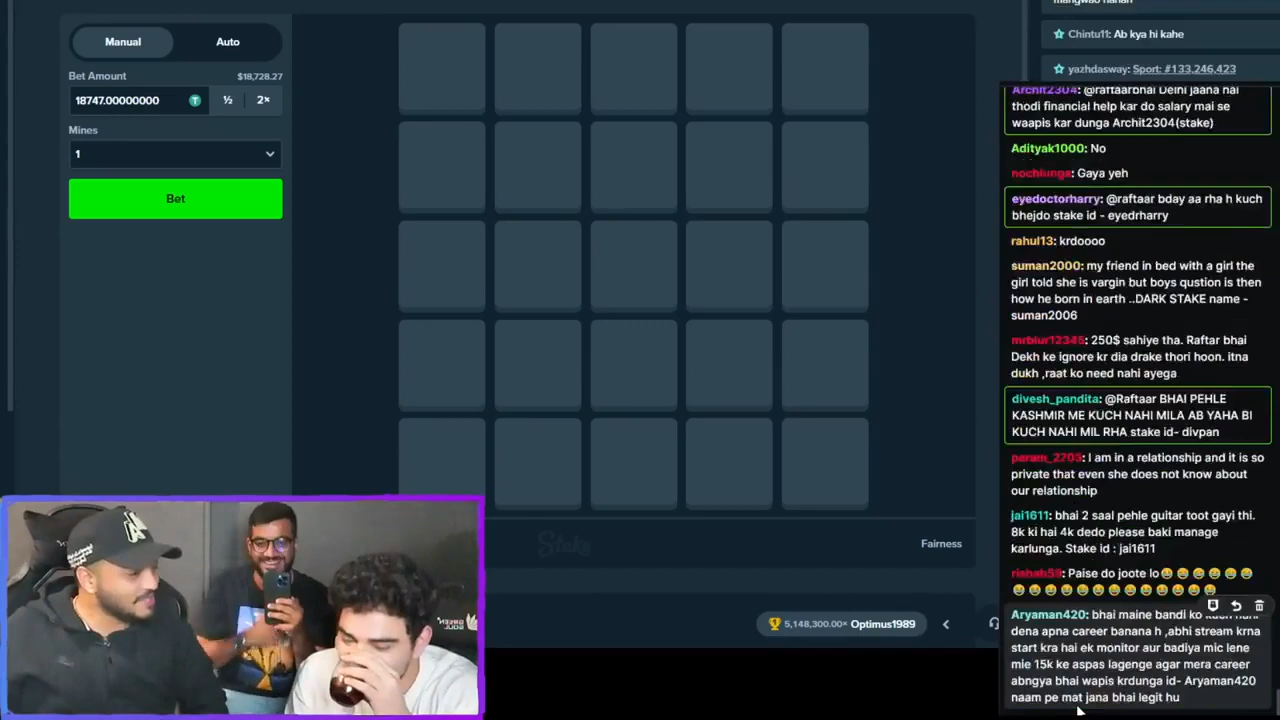 Manual
Auto
Bet Amount
$18,728.27
18747.00000000
½
2×
Mines
1
Bet
Fairness
Stake
5,148,300.00× Optimus1989
Chintu11: Ab kya hi kahe
yazhdasway: Sport: #133,246,423
Archit2304: @raftaarbhai Delhi jaana hai
thodi financial help kar do salary mai se
waapis kar dunga Archit2304(stake)
Adityak1000: No
nochlunga: Gaya yeh
eyedoctorharry: @raftaar bday aa rha h kuch
bhejdo stake id - eyedrharry
rahul13: krdoooo
suman2000: my friend in bed with a girl the
girl told she is vargin but boys qustion is then
how he born in earth ..DARK STAKE name -
suman2006
mrblur12345: 250$ sahiye tha. Raftar bhai
Dekh ke ignore kr dia drake thori hoon. itna
dukh ,raat ko need nahi ayega
divesh_pandita: @Raftaar BHAI PEHLE
KASHMIR ME KUCH NAHI MILA AB YAHA BI
KUCH NAHI MIL RHA stake id- divpan
param_2703: I am in a relationship and it is so
private that even she does not know about
our relationship
jai1611: bhai 2 saal pehle guitar toot gayi thi.
8k ki hai 4k dedo please baki manage
karlunga. Stake id : jai1611
Paise do joote lo😂😂😂😂😂😂
😂😂😂😂😂😂😂😂😂😂😂😂😂😂
Aryaman420: bhai maine bandi ko
dena apna career banana h ,abhi stream krna
start kra hai ek monitor aur badiya mic lene
mie 15k ke aspas lagenge agar mera career
abngya bhai wapis krdunga id- Aryaman420
naam pe mat jana bhai legit hu